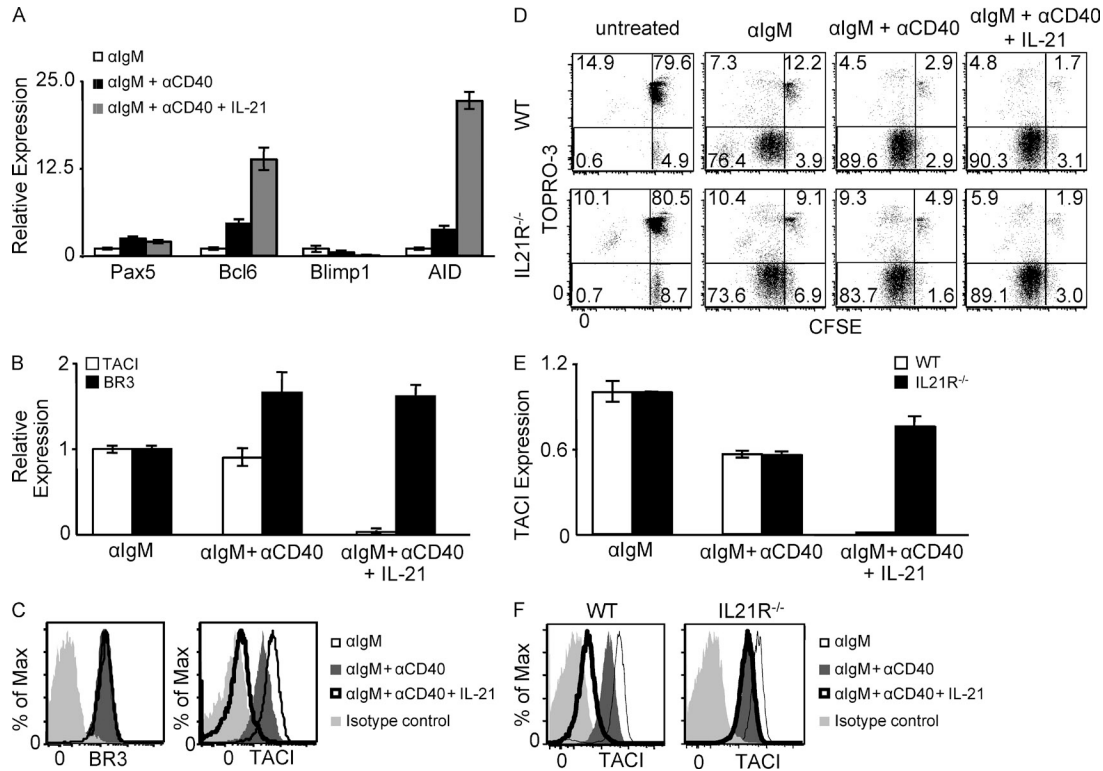 A
αIgM
αIgM + αCD40
αIgM + αCD40 + IL-21
Relative Expression
25.0
12.5
0
Pax5 Bcl6 Blimp1 AID
D
untreated αIgM αIgM + αCD40 αIgM + αCD40 + IL-21
WT
14.9 79.6 7.3 12.2 4.5 2.9 4.8 1.7
0.6 4.9 76.4 3.9 89.6 2.9 90.3 3.1
TOPRO-3
IL21R-/-
10.1 80.5 10.4 9.1 9.3 4.9 5.9 1.9
0.7 8.7 73.6 6.9 83.7 1.6 89.1 3.0
0
0
CFSE
B
TACI
BR3
Relative
Expression
2
1
0
αIgM αIgM+ αCD40 αIgM+ αCD40
+ IL-21
E
WT
IL21R-/-
TACI Expression
1.2
0.6
0
αIgM αIgM+ αCD40 αIgM+ αCD40
+ IL-21
C
% of Max
0
0 BR3
% of Max
0 TACI
αIgM
αIgM+ αCD40
αIgM+ αCD40 + IL-21
Isotype control
F
WT IL21R-/-
% of Max
0
0 TACI
0 TACI
αIgM
αIgM+ αCD40
αIgM+ αCD40 + IL-21
Isotype control